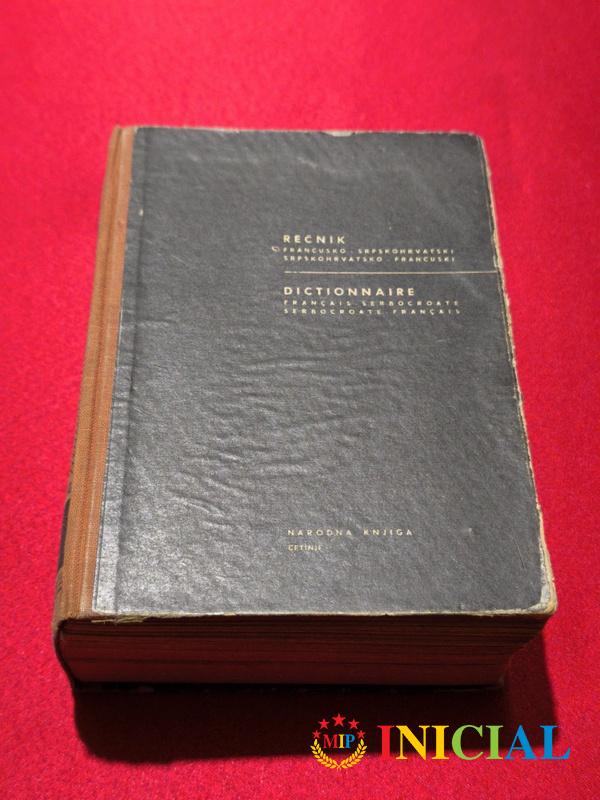 REČNIK
FRANCUSKO - SRPSKOHRVATSKI
SRPSKOHRVATSKO - FRANCUSKI
DICTIONNAIRE
FRANÇAIS - SERBOCROATE
SERBOCROATE - FRANÇAIS
NARODNA KNJIGA
CETINJE
MIP INICIAL